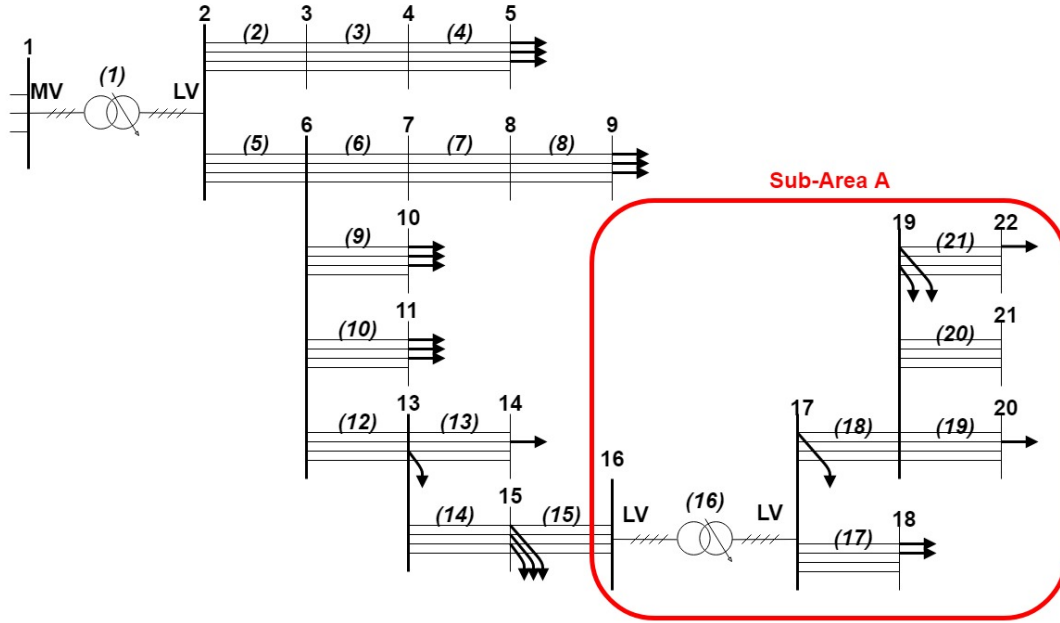 2 3 4 5
(2) (3) (4)
1
(1)
MV LV
6 7 8 9
(5) (6) (7) (8)
Sub-Area A
10 19 22
(9) (21)
11 21
(10) (20)
13 14 17 20
(12) (13) (18) (19)
16
15 (16) 18
(14) (15) LV LV (17)